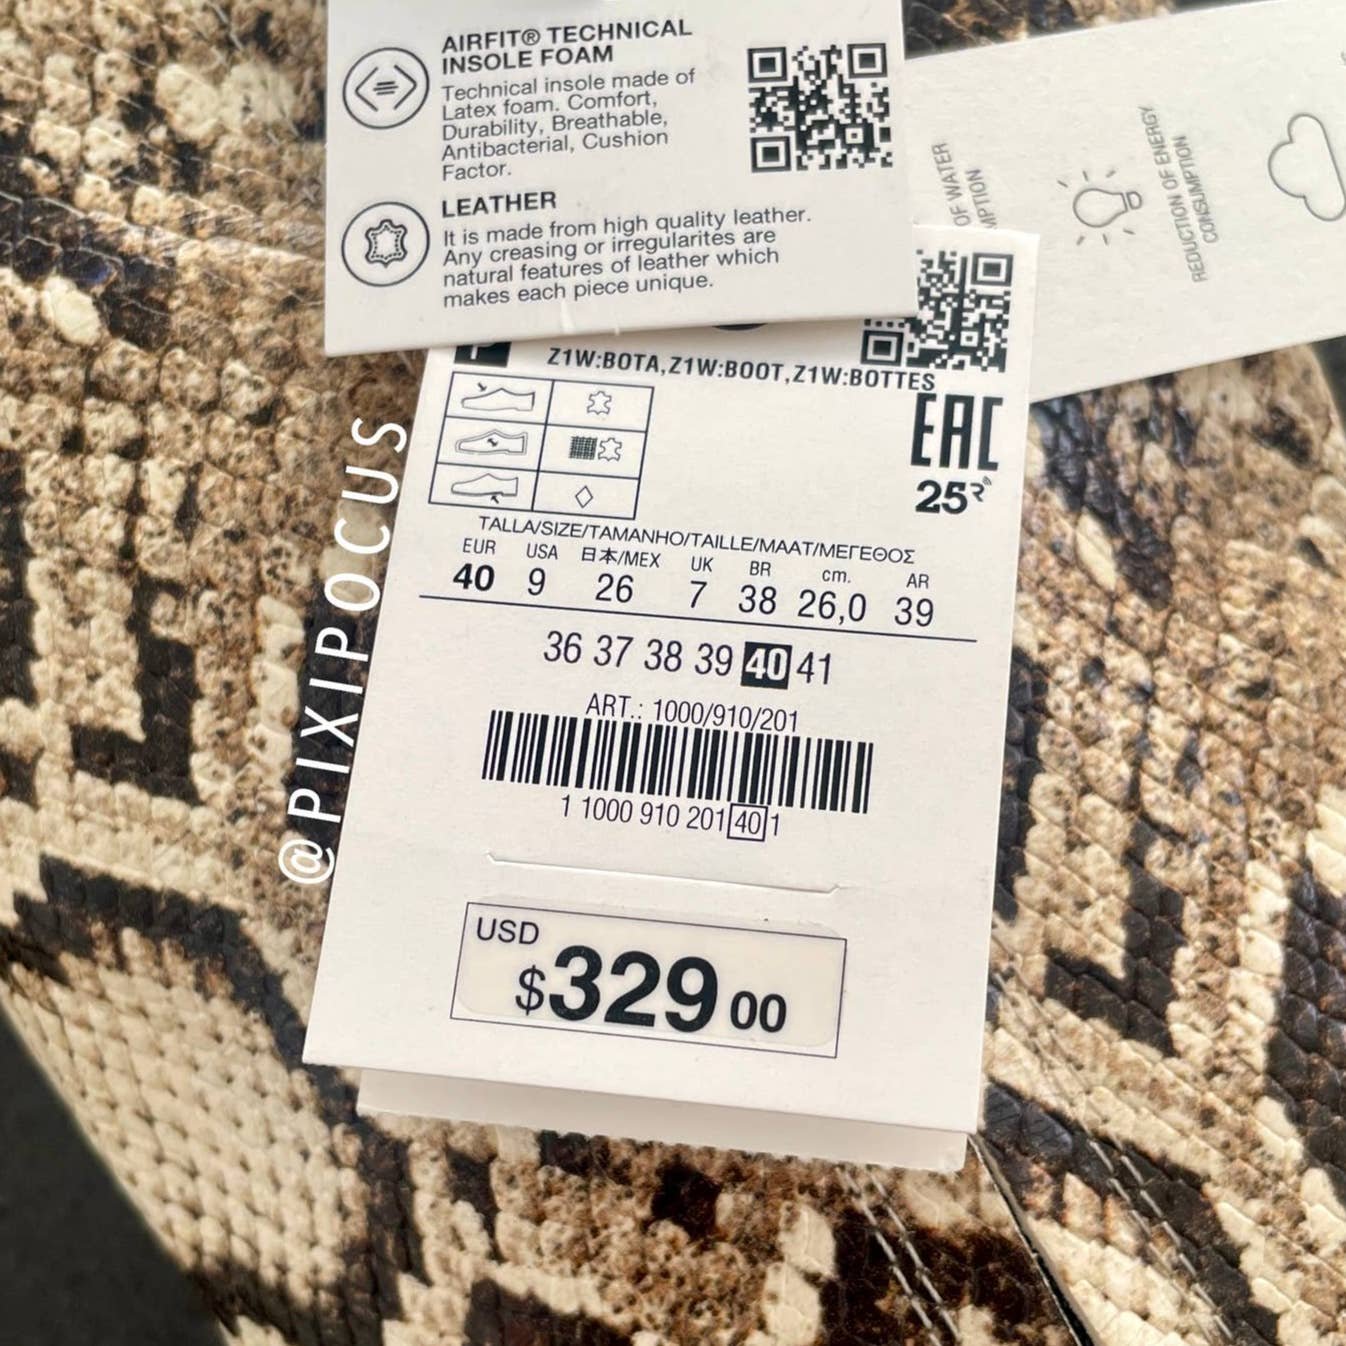 AIRFIT® TECHNICAL
INSOLE FOAM
Technical insole made of
Latex foam. Comfort,
Durability, Breathable,
Antibacterial, Cushion
Factor.
LEATHER
It is made from high quality leather.
Any creasing or irregularites are
natural features of leather which
makes each piece unique.
OF WATER
REDUCTION OF ENERGY
CONSUMPTION
Z1W:BOTA,Z1W:BOOT,Z1W:BOTTES
EAC
25R
TALLA/SIZE/TAMANHO/TAILLE/MAAT/ΜΕΓΕΘΟΣ
EUR USA 日本/MEX UK BR cm. AR
40 9 26 7 38 26,0 39
36 37 38 39 40 41
ART.: 1000/910/201
1 1000 910 201 40 1
USD
$329 00
@PIXIPOCUS